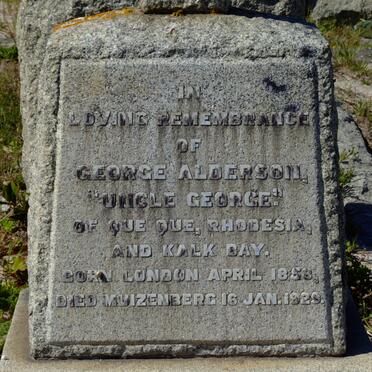 IN
LOVING REMEMBRANCE
OF
GEORGE ALDERSON,
"UNCLE GEORGE."
OF QUE QUE, RHODESIA,
AND KALK BAY.
BORN LONDON APRIL 1858,
DIED MUIZENBERG 16 JAN. 1929.